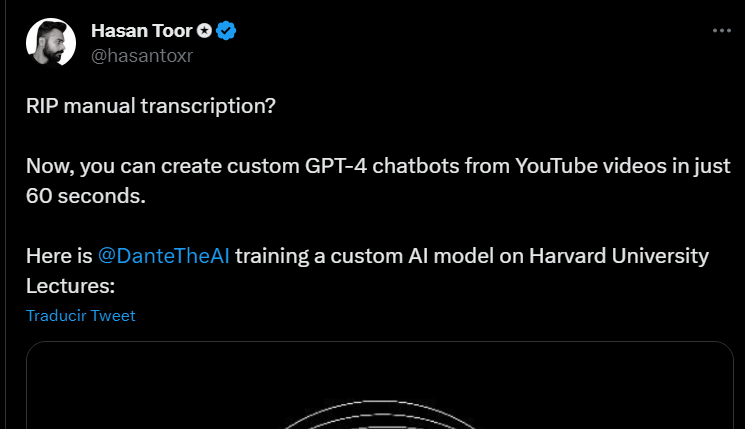 Hasan Toor
@hasantoxr
RIP manual transcription?
Now, you can create custom GPT-4 chatbots from YouTube videos in just
60 seconds.
Here is @DanteTheAI training a custom AI model on Harvard University
Lectures:
Traducir Tweet